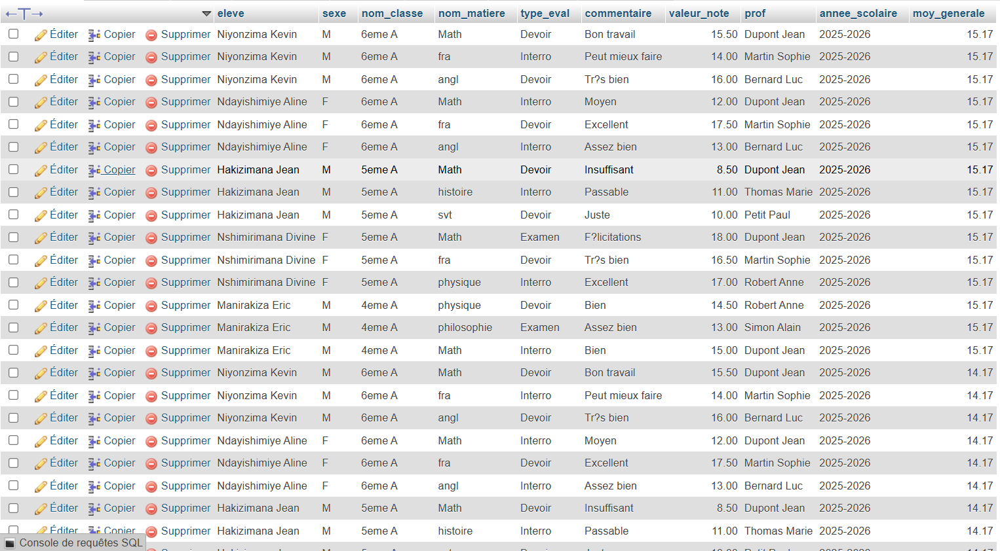 eleve sexe nom_classe nom_matiere type_eval commentaire valeur_note prof annee_scolaire moy_generale
Éditer Copier Supprimer Niyonzima Kevin M 6eme A Math Devoir Bon travail 15.50 Dupont Jean 2025-2026 15.17
Éditer Copier Supprimer Niyonzima Kevin M 6eme A fra Interro Peut mieux faire 14.00 Martin Sophie 2025-2026 15.17
Éditer Copier Supprimer Niyonzima Kevin M 6eme A angl Devoir Tr?s bien 16.00 Bernard Luc 2025-2026 15.17
Éditer Copier Supprimer Ndayishimiye Aline F 6eme A Math Interro Moyen 12.00 Dupont Jean 2025-2026 15.17
Éditer Copier Supprimer Ndayishimiye Aline F 6eme A fra Devoir Excellent 17.50 Martin Sophie 2025-2026 15.17
Éditer Copier Supprimer Ndayishimiye Aline F 6eme A angl Interro Assez bien 13.00 Bernard Luc 2025-2026 15.17
Éditer Copier Supprimer Hakizimana Jean M 5eme A Math Devoir Insuffisant 8.50 Dupont Jean 2025-2026 15.17
Éditer Copier Supprimer Hakizimana Jean M 5eme A histoire Interro Passable 11.00 Thomas Marie 2025-2026 15.17
Éditer Copier Supprimer Hakizimana Jean M 5eme A svt Devoir Juste 10.00 Petit Paul 2025-2026 15.17
Éditer Copier Supprimer Nshimirimana Divine F 5eme A Math Examen F?licitations 18.00 Dupont Jean 2025-2026 15.17
Éditer Copier Supprimer Nshimirimana Divine F 5eme A fra Devoir Tr?s bien 16.50 Martin Sophie 2025-2026 15.17
Éditer Copier Supprimer Nshimirimana Divine F 5eme A physique Interro Excellent 17.00 Robert Anne 2025-2026 15.17
Éditer Copier Supprimer Manirakiza Eric M 4eme A physique Devoir Bien 14.50 Robert Anne 2025-2026 15.17
Éditer Copier Supprimer Manirakiza Eric M 4eme A philosophie Examen Assez bien 13.00 Simon Alain 2025-2026 15.17
Éditer Copier Supprimer Manirakiza Eric M 4eme A Math Interro Bien 15.00 Dupont Jean 2025-2026 15.17
Éditer Copier Supprimer Niyonzima Kevin M 6eme A Math Devoir Bon travail 15.50 Dupont Jean 2025-2026 14.17
Éditer Copier Supprimer Niyonzima Kevin M 6eme A fra Interro Peut mieux faire 14.00 Martin Sophie 2025-2026 14.17
Éditer Copier Supprimer Niyonzima Kevin M 6eme A angl Devoir Tr?s bien 16.00 Bernard Luc 2025-2026 14.17
Éditer Copier Supprimer Ndayishimiye Aline F 6eme A Math Interro Moyen 12.00 Dupont Jean 2025-2026 14.17
Éditer Copier Supprimer Ndayishimiye Aline F 6eme A fra Devoir Excellent 17.50 Martin Sophie 2025-2026 14.17
Éditer Copier Supprimer Ndayishimiye Aline F 6eme A angl Interro Assez bien 13.00 Bernard Luc 2025-2026 14.17
Éditer Copier Supprimer Hakizimana Jean M 5eme A Math Devoir Insuffisant 8.50 Dupont Jean 2025-2026 14.17
Éditer Copier Supprimer Hakizimana Jean M 5eme A histoire Interro Passable 11.00 Thomas Marie 2025-2026 14.17
Console de requêtes SQL